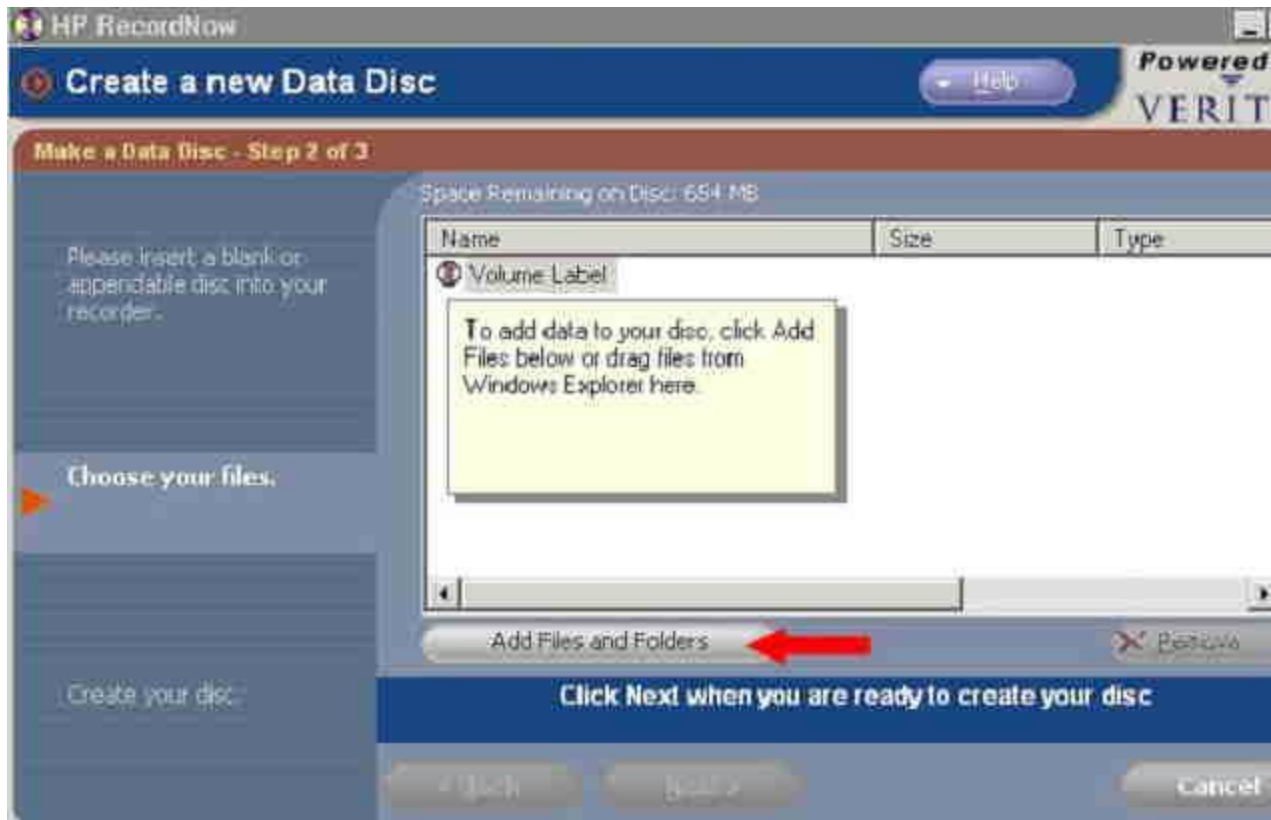 HP RecordNow
Create a new Data Disc
Help
Powered
VERIT
Make a Data Disc - Step 2 of 3
Space Remaining on Disc: 654 MB
Name Size Type
Volume Label
To add data to your disc, click Add
Files below or drag files from
Windows Explorer here.
Please insert a blank or
appendable disc into your
recorder.
Choose your files.
Add Files and Folders
Remove
Create your disc.
Click Next when you are ready to create your disc
< Back
Next >
Cancel